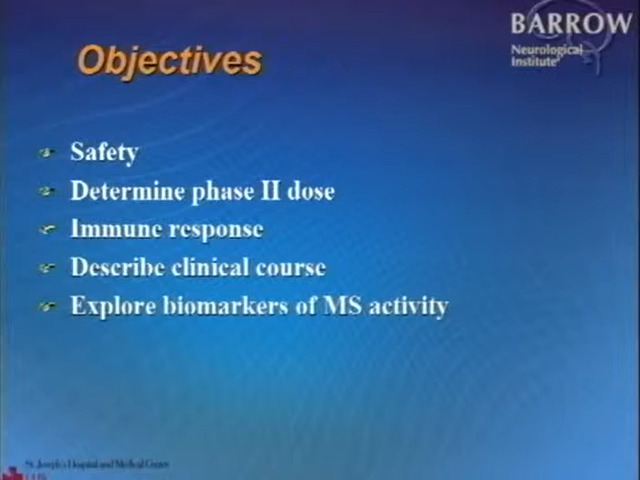 BARROW
Neurological
Institute
Objectives
Safety
Determine phase II dose
Immune response
Describe clinical course
Explore biomarkers of MS activity
St. Joseph's Hospital and Medical Center